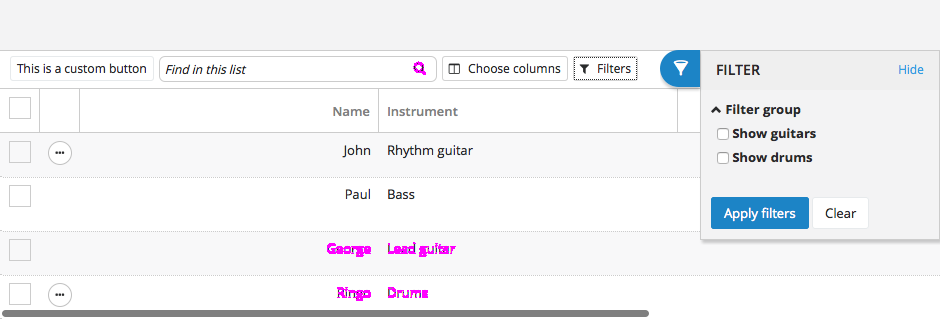 This is a custom button Find in this list Choose columns Filters
FILTER Hide
Name Instrument
Filter group
Show guitars
Show drums
John Rhythm guitar
Paul Bass
Apply filters Clear
George Lead guitar
Ringo Drums